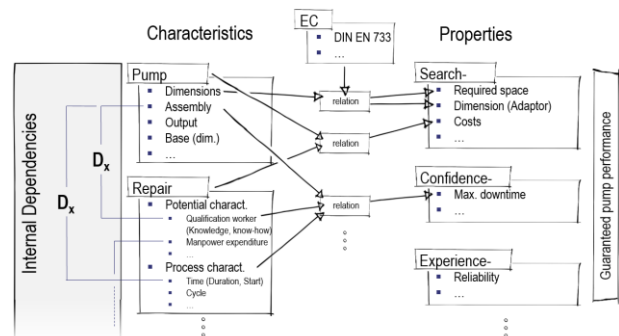 Characteristics
EC
DIN EN 733
…
Properties
Internal Dependencies
Dx
Dx
Pump
Dimensions
Assembly
Output
Base (dim.)
…
Repair
Potential charact.
Qualification worker
(Knowledge, know-how)
Manpower expenditure
…
Process charact.
Time (Duration, Start)
Cycle
…
relation
relation
relation
Search-
Required space
Dimension (Adaptor)
Costs
…
Confidence-
Max. downtime
…
Experience-
Reliability
…
Guaranteed pump performance